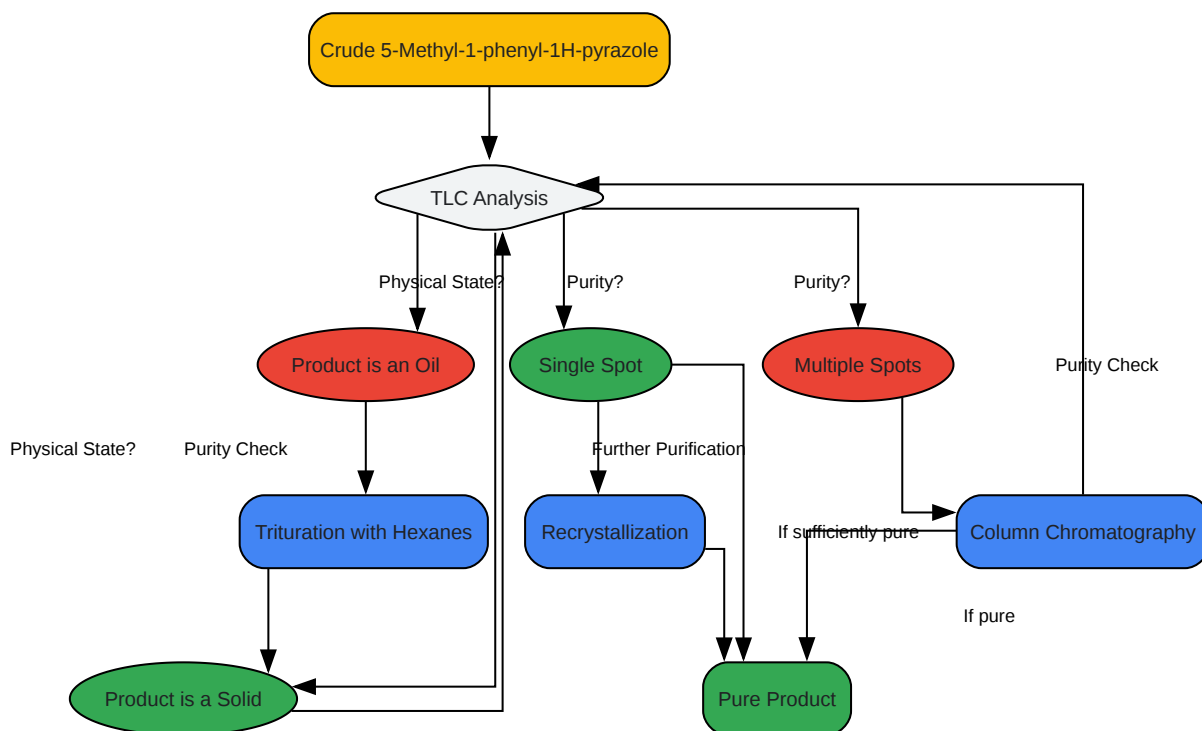 Crude 5-Methyl-1-phenyl-1H-pyrazole
TLC Analysis
Physical State?
Purity?
Purity?
Product is an Oil
Single Spot
Multiple Spots
Purity Check
Physical State?
Purity Check
Further Purification
Trituration with Hexanes
Recrystallization
If sufficiently pure
Column Chromatography
If pure
Product is a Solid
Pure Product